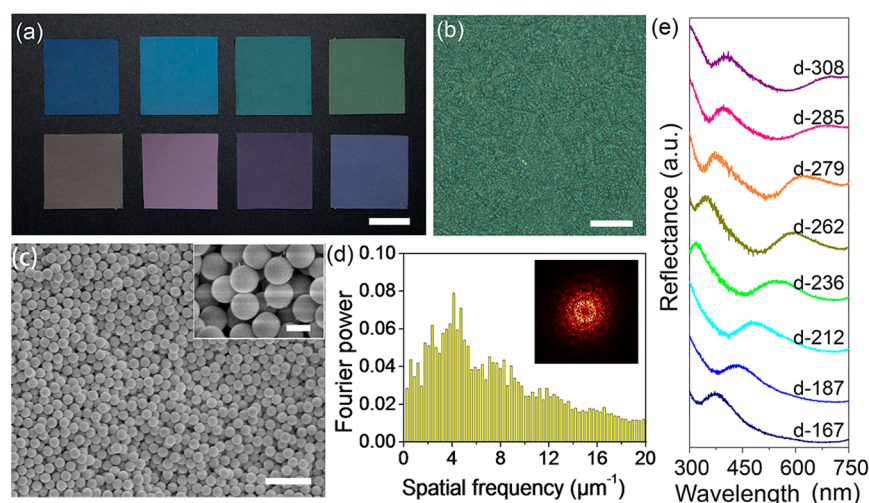 (a)
(b)
(c)
(d)
0.10
0.08
0.06
0.04
0.02
0.00
Fourier power
0 4 8 12 16 20
Spatial frequency (μm⁻¹)
(e)
Reflectance (a.u.)
d-308
d-285
d-279
d-262
d-236
d-212
d-187
d-167
300 450 600 750
Wavelength (nm)